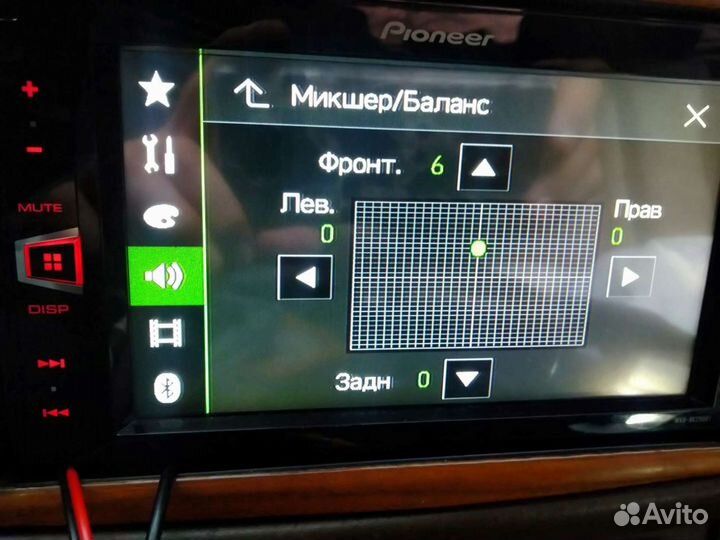 Pioneer
Микшер/Баланс
Фронт. 6
Лев.
0
Прав
0
Задн 0
MUTE
DISP
Avito